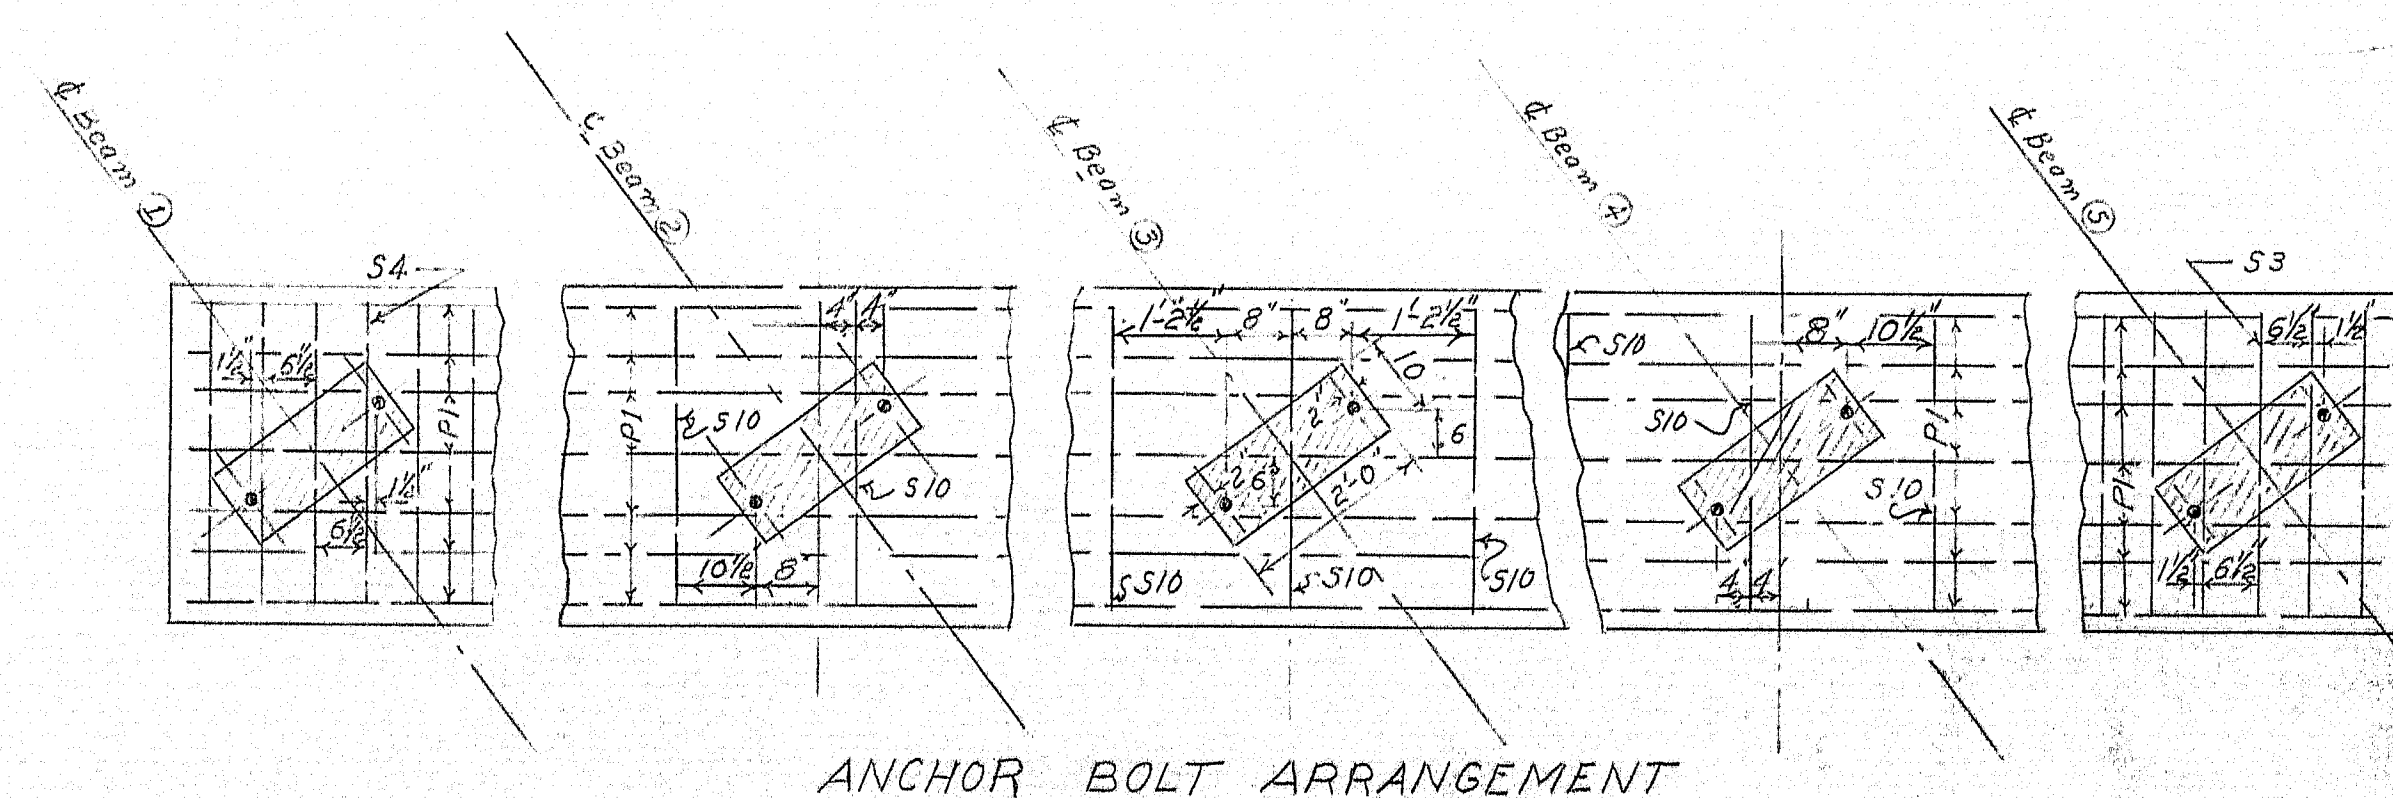 ℄ Beam ①
℄ Beam ②
℄ Beam ③
℄ Beam ④
℄ Beam ⑤
S4
1½" 6½"
P1
1½"
6½"
4" 4"
P1
S10
S10
10½ 8"
1'-2½" 8" 8" 1'-2½"
10
2"
6
2" 6"
2'-0"
S10 S10 S10
S10
8" 10½"
S10
P1
S10
4" 4"
S3
6½" 1½"
P1
1½" 6½"
ANCHOR BOLT ARRANGEMENT